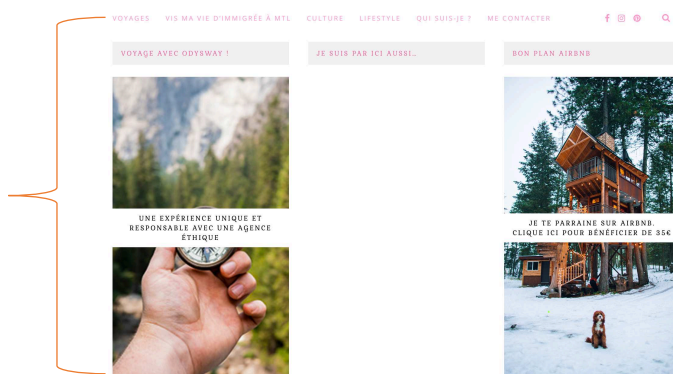 VOYAGES VIS MA VIE D'IMMIGRÉE À MTL CULTURE LIFESTYLE QUI SUIS-JE ? ME CONTACTER
VOYAGE AVEC ODYSWAY !
JE SUIS PAR ICI AUSSI…
BON PLAN AIRBNB
UNE EXPÉRIENCE UNIQUE ET
RESPONSABLE AVEC UNE AGENCE
ÉTHIQUE
JE TE PARRAINE SUR AIRBNB.
CLIQUE ICI POUR BÉNÉFICIER DE 35€